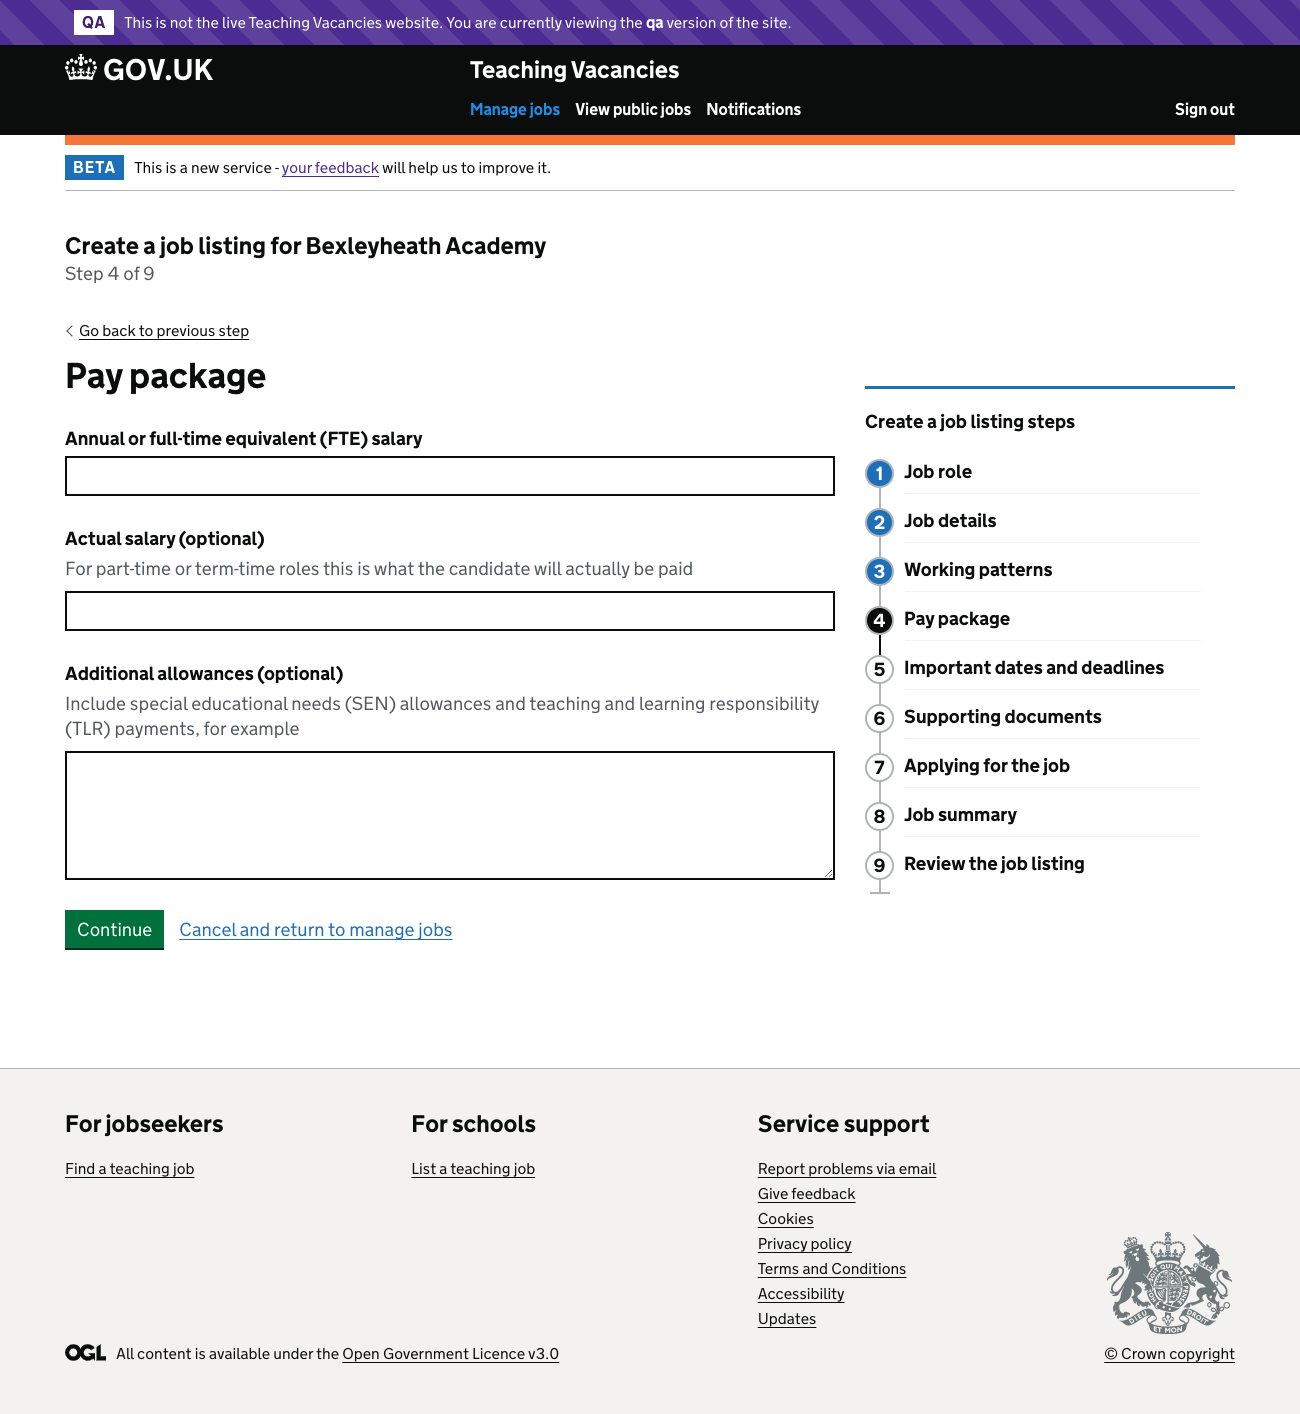 QA This is not the live Teaching Vacancies website. You are currently viewing the qa version of the site.
GOV.UK
Teaching Vacancies
Manage jobs View public jobs Notifications Sign out
BETA This is a new service - your feedback will help us to improve it.
Create a job listing for Bexleyheath Academy
Step 4 of 9
Go back to previous step
Pay package
Annual or full-time equivalent (FTE) salary
Actual salary (optional)
For part-time or term-time roles this is what the candidate will actually be paid
Additional allowances (optional)
Include special educational needs (SEN) allowances and teaching and learning responsibility
(TLR) payments, for example
Continue Cancel and return to manage jobs
Create a job listing steps
1 Job role
2 Job details
3 Working patterns
4 Pay package
5 Important dates and deadlines
6 Supporting documents
7 Applying for the job
8 Job summary
9 Review the job listing
For jobseekers
Find a teaching job
For schools
List a teaching job
Service support
Report problems via email
Give feedback
Cookies
Privacy policy
Terms and Conditions
Accessibility
Updates
OGL All content is available under the Open Government Licence v3.0
DIEU ET MON DROIT
© Crown copyright